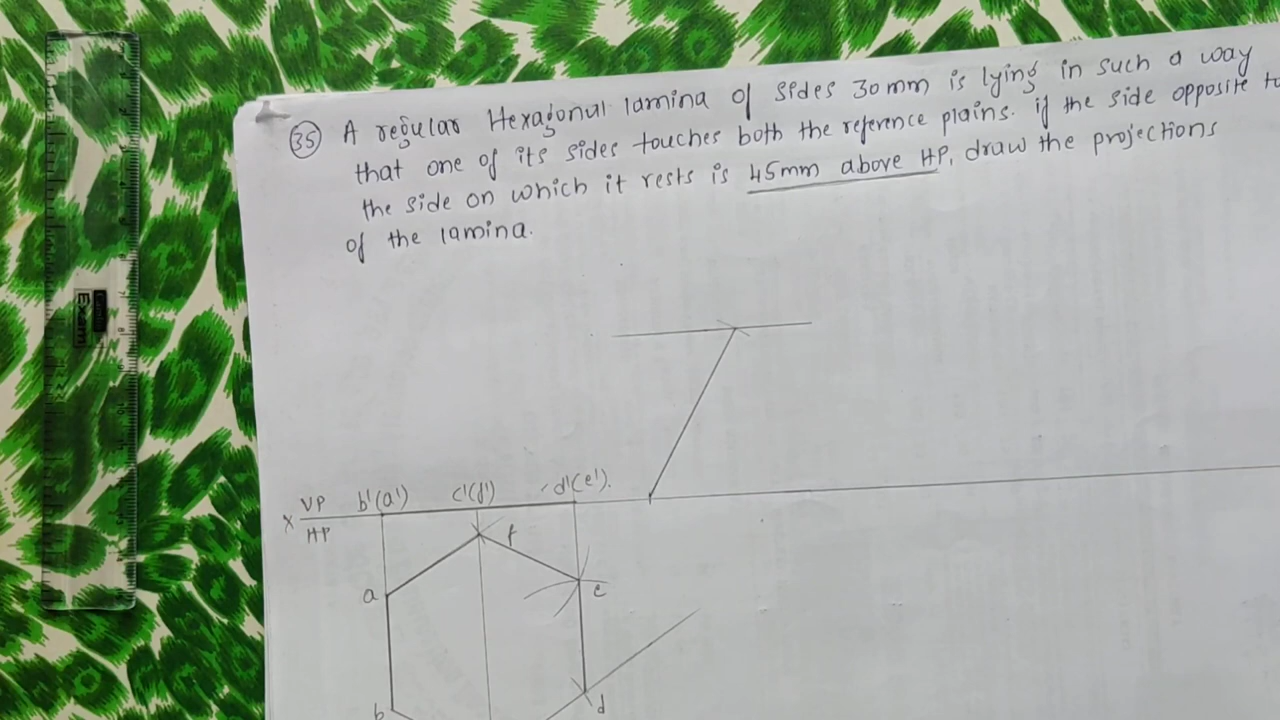 35) A regular Hexagonal lamina of sides 30mm is lying in such a way
that one of its sides touches both the reference plains. if the side opposite to
the side on which it rests is 45mm above HP, draw the projections
of the lamina.
X VP b'(a') c'(f') d'(e').
HP
f
a e
b d
Exam